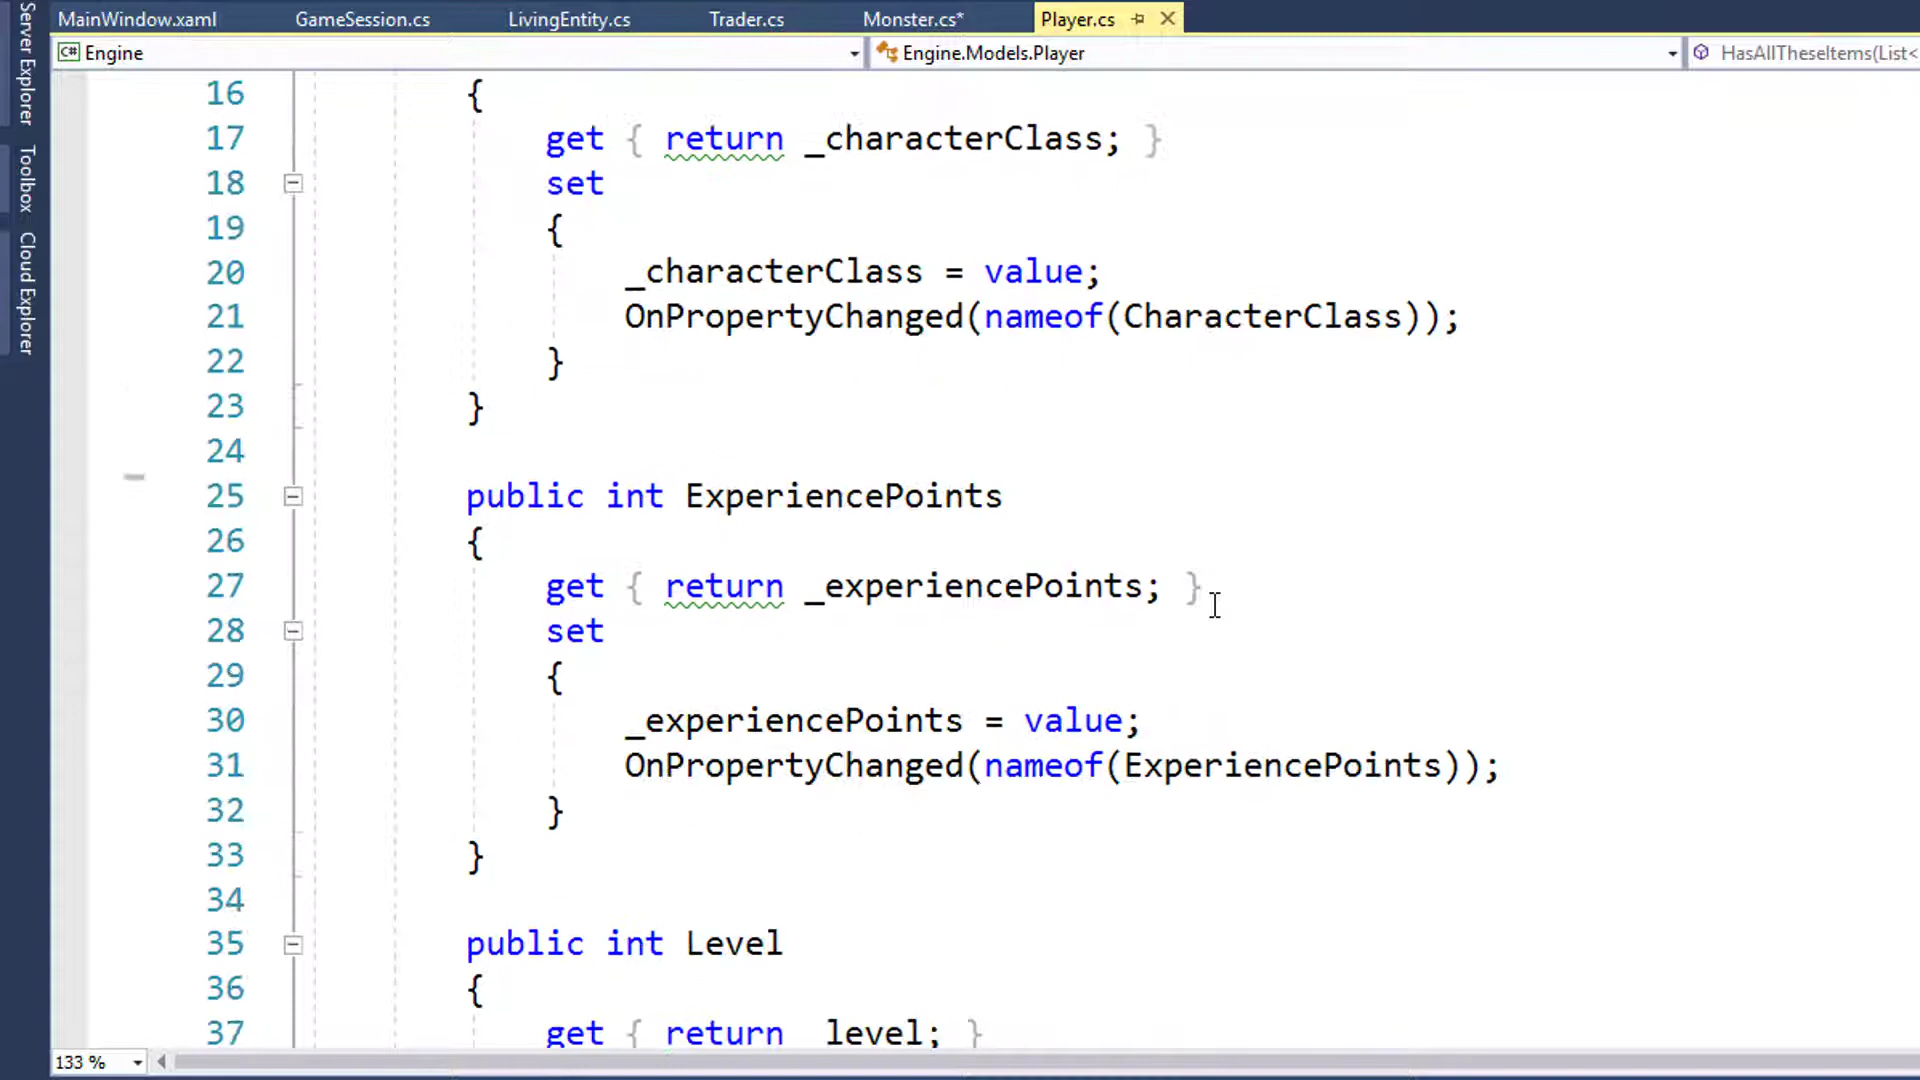 MainWindow.xaml GameSession.cs LivingEntity.cs Trader.cs Monster.cs* Player.cs
C# Engine Engine.Models.Player HasAllTheseItems(List<
Server Explorer
Toolbox
Cloud Explorer
16 {
17 get { return _characterClass; }
18 set
19 {
20 _characterClass = value;
21 OnPropertyChanged(nameof(CharacterClass));
22 }
23 }
24
25 public int ExperiencePoints
26 {
27 get { return _experiencePoints; }
28 set
29 {
30 _experiencePoints = value;
31 OnPropertyChanged(nameof(ExperiencePoints));
32 }
33 }
34
35 public int Level
36 {
37 get { return level; }
133 %